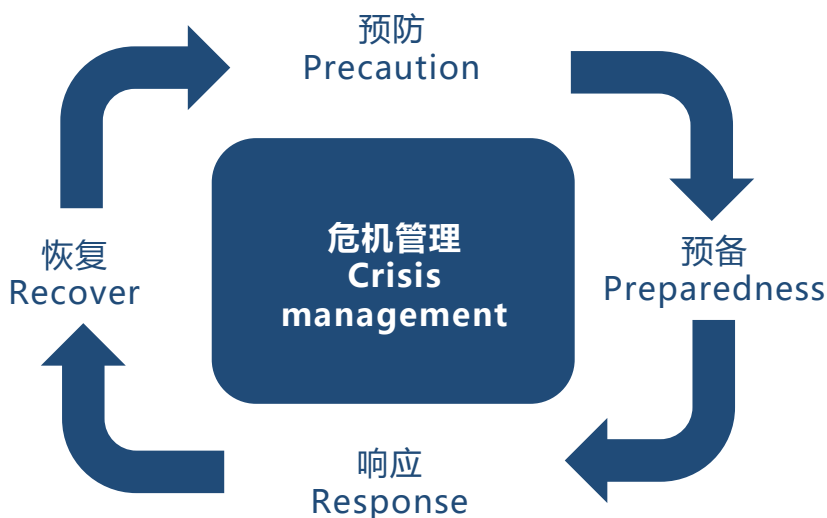 预防
Precaution
危机管理
Crisis
management
恢复
Recover
预备
Preparedness
响应
Response